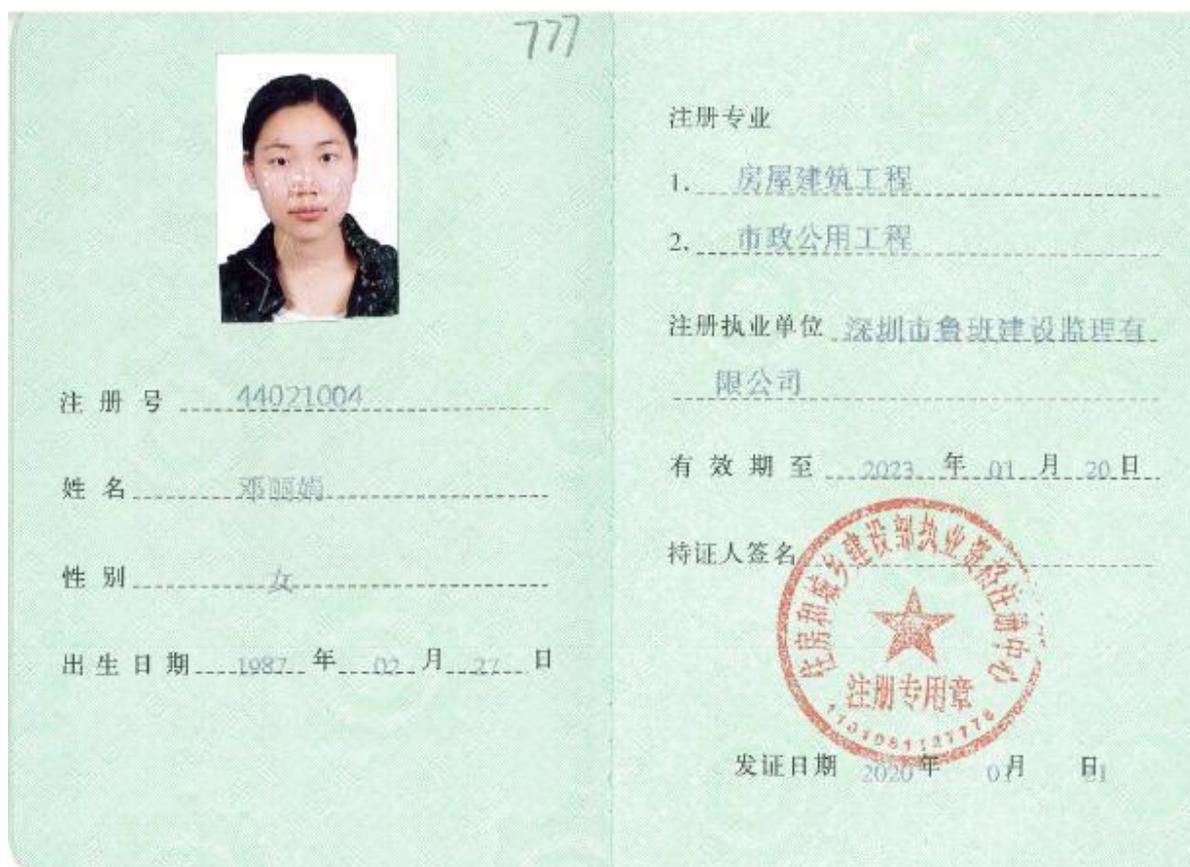 777
注册号 44021004
姓名 邓丽娟
性别 女
出生日期 1987 年 02 月 27 日
注册专业
1. 房屋建筑工程
2. 市政公用工程
注册执业单位 深圳市鲁班建设监理有
限公司
有效期至 2023 年 01 月 20 日
持证人签名
住房和城乡建设部执业资格注册中心
注册专用章
发证日期 2020 年 01 月 21 日